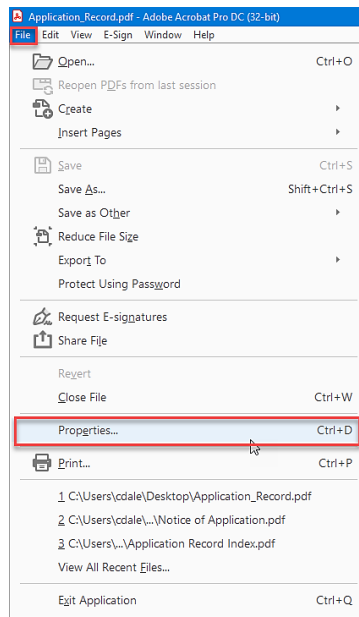 Application_Record.pdf - Adobe Acrobat Pro DC (32-bit)
File Edit View E-Sign Window Help
Open... Ctrl+O
Reopen PDFs from last session
Create
Insert Pages
Save Ctrl+S
Save As... Shift+Ctrl+S
Save as Other
Reduce File Size
Export To
Protect Using Password
Request E-signatures
Share File
Revert
Close File Ctrl+W
Properties... Ctrl+D
Print... Ctrl+P
1 C:\Users\cdale\Desktop\Application_Record.pdf
2 C:\Users\cdale\...\Notice of Application.pdf
3 C:\Users\...\Application Record Index.pdf
View All Recent Files...
Exit Application Ctrl+Q